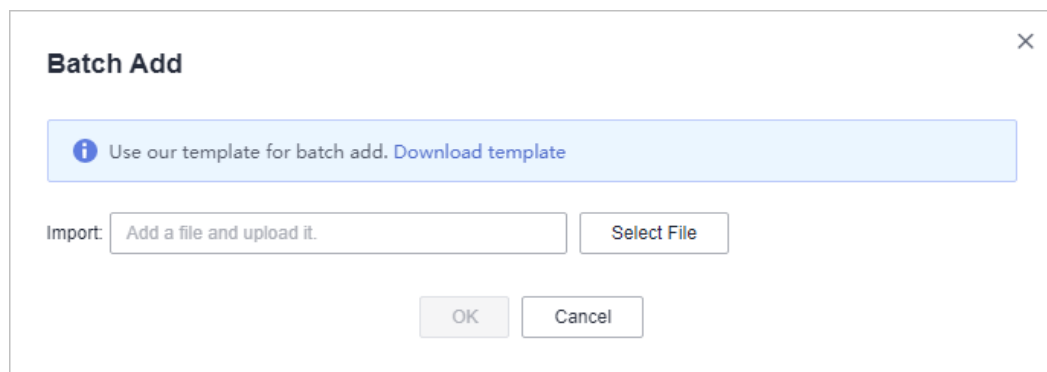 Batch Add
Use our template for batch add. Download template
Import: Add a file and upload it. Select File
OK Cancel